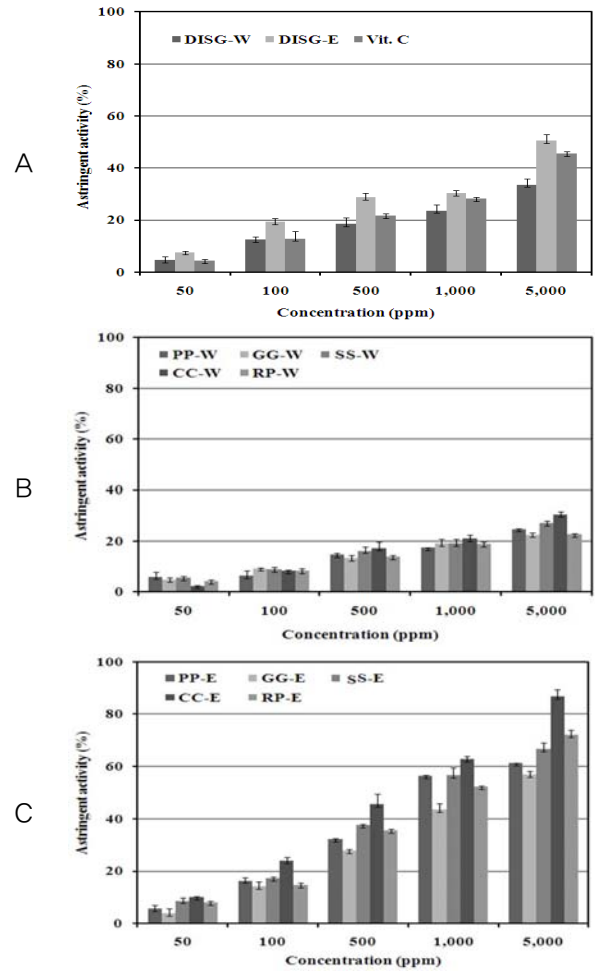 A
Astringent activity (%)
100
80
60
40
20
0
DISG-W DISG-E Vit. C
50 100 500 1,000 5,000
Concentration (ppm)
B
Astringent activity (%)
100
80
60
40
20
0
PP-W GG-W SS-W
CC-W RP-W
50 100 500 1,000 5,000
Concentration (ppm)
C
Astringent activity (%)
100
80
60
40
20
0
PP-E GG-E SS-E
CC-E RP-E
50 100 500 1,000 5,000
Concentration (ppm)